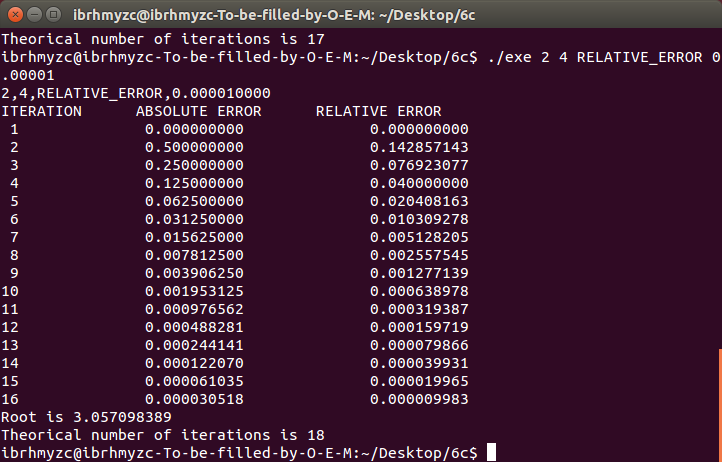 ibrhmyzc@ibrhmyzc-To-be-filled-by-O-E-M: ~/Desktop/6c
Theorical number of iterations is 17
ibrhmyzc@ibrhmyzc-To-be-filled-by-O-E-M:~/Desktop/6c$ ./exe 2 4 RELATIVE_ERROR 0
.00001
2,4,RELATIVE_ERROR,0.000010000
ITERATION ABSOLUTE ERROR RELATIVE ERROR
1 0.000000000 0.000000000
2 0.500000000 0.142857143
3 0.250000000 0.076923077
4 0.125000000 0.040000000
5 0.062500000 0.020408163
6 0.031250000 0.010309278
7 0.015625000 0.005128205
8 0.007812500 0.002557545
9 0.003906250 0.001277139
10 0.001953125 0.000638978
11 0.000976562 0.000319387
12 0.000488281 0.000159719
13 0.000244141 0.000079866
14 0.000122070 0.000039931
15 0.000061035 0.000019965
16 0.000030518 0.000009983
Root is 3.057098389
Theorical number of iterations is 18
ibrhmyzc@ibrhmyzc-To-be-filled-by-O-E-M:~/Desktop/6c$